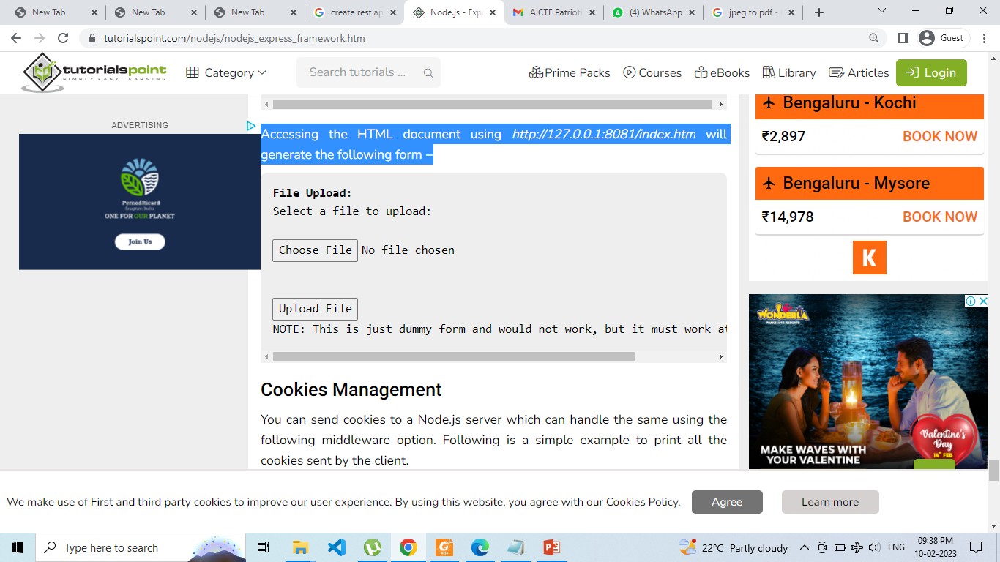 New Tab
New Tab
New Tab
create rest ap
Node.js - Exp
AICTE Patrioti
(4) WhatsApp
jpeg to pdf -
tutorialspoint.com/nodejs/nodejs_express_framework.htm
Guest
tutorialspoint
SIMPLY EASY LEARNING
Category
Search tutorials ...
Prime Packs
Courses
eBooks
Library
Articles
Login
ADVERTISING
PernodRicard
ONE FOR OUR PLANET
Join Us
Accessing the HTML document using http://127.0.0.1:8081/index.htm will
generate the following form −
File Upload:
Select a file to upload:
Choose File No file chosen
Upload File
NOTE: This is just dummy form and would not work, but it must work at
Cookies Management
You can send cookies to a Node.js server which can handle the same using the
following middleware option. Following is a simple example to print all the
cookies sent by the client.
Bengaluru - Kochi
₹2,897 BOOK NOW
Bengaluru - Mysore
₹14,978 BOOK NOW
K
WONDERLA
MAKE WAVES WITH
YOUR VALENTINE
Valentine's
Day
14th FEB
We make use of First and third party cookies to improve our user experience. By using this website, you agree with our Cookies Policy.
Agree
Learn more
Type here to search
22°C Partly cloudy
ENG
09:38 PM
10-02-2023